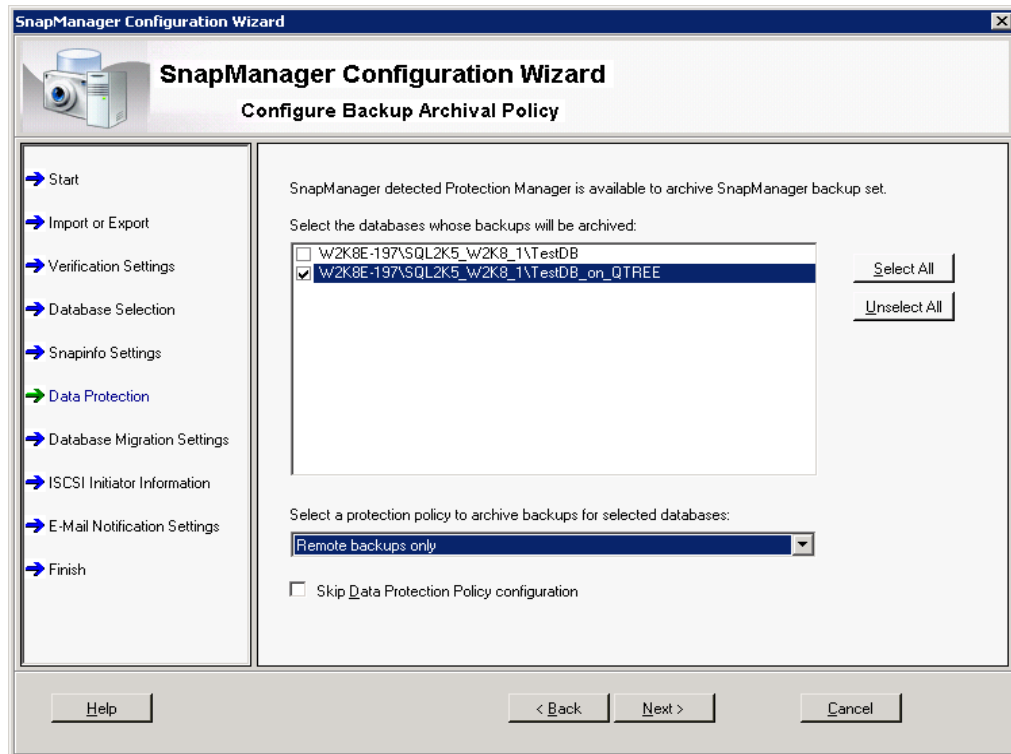 SnapManager Configuration Wizard
SnapManager Configuration Wizard
Configure Backup Archival Policy
Start
Import or Export
Verification Settings
Database Selection
Snapinfo Settings
Data Protection
Database Migration Settings
ISCSI Initiator Information
E-Mail Notification Settings
Finish
SnapManager detected Protection Manager is available to archive SnapManager backup set.
Select the databases whose backups will be archived:
W2K8E-197\SQL2K5_W2K8_1\TestDB
W2K8E-197\SQL2K5_W2K8_1\TestDB_on_QTREE
Select All
Unselect All
Select a protection policy to archive backups for selected databases:
Remote backups only
Skip Data Protection Policy configuration
Help
< Back
Next >
Cancel